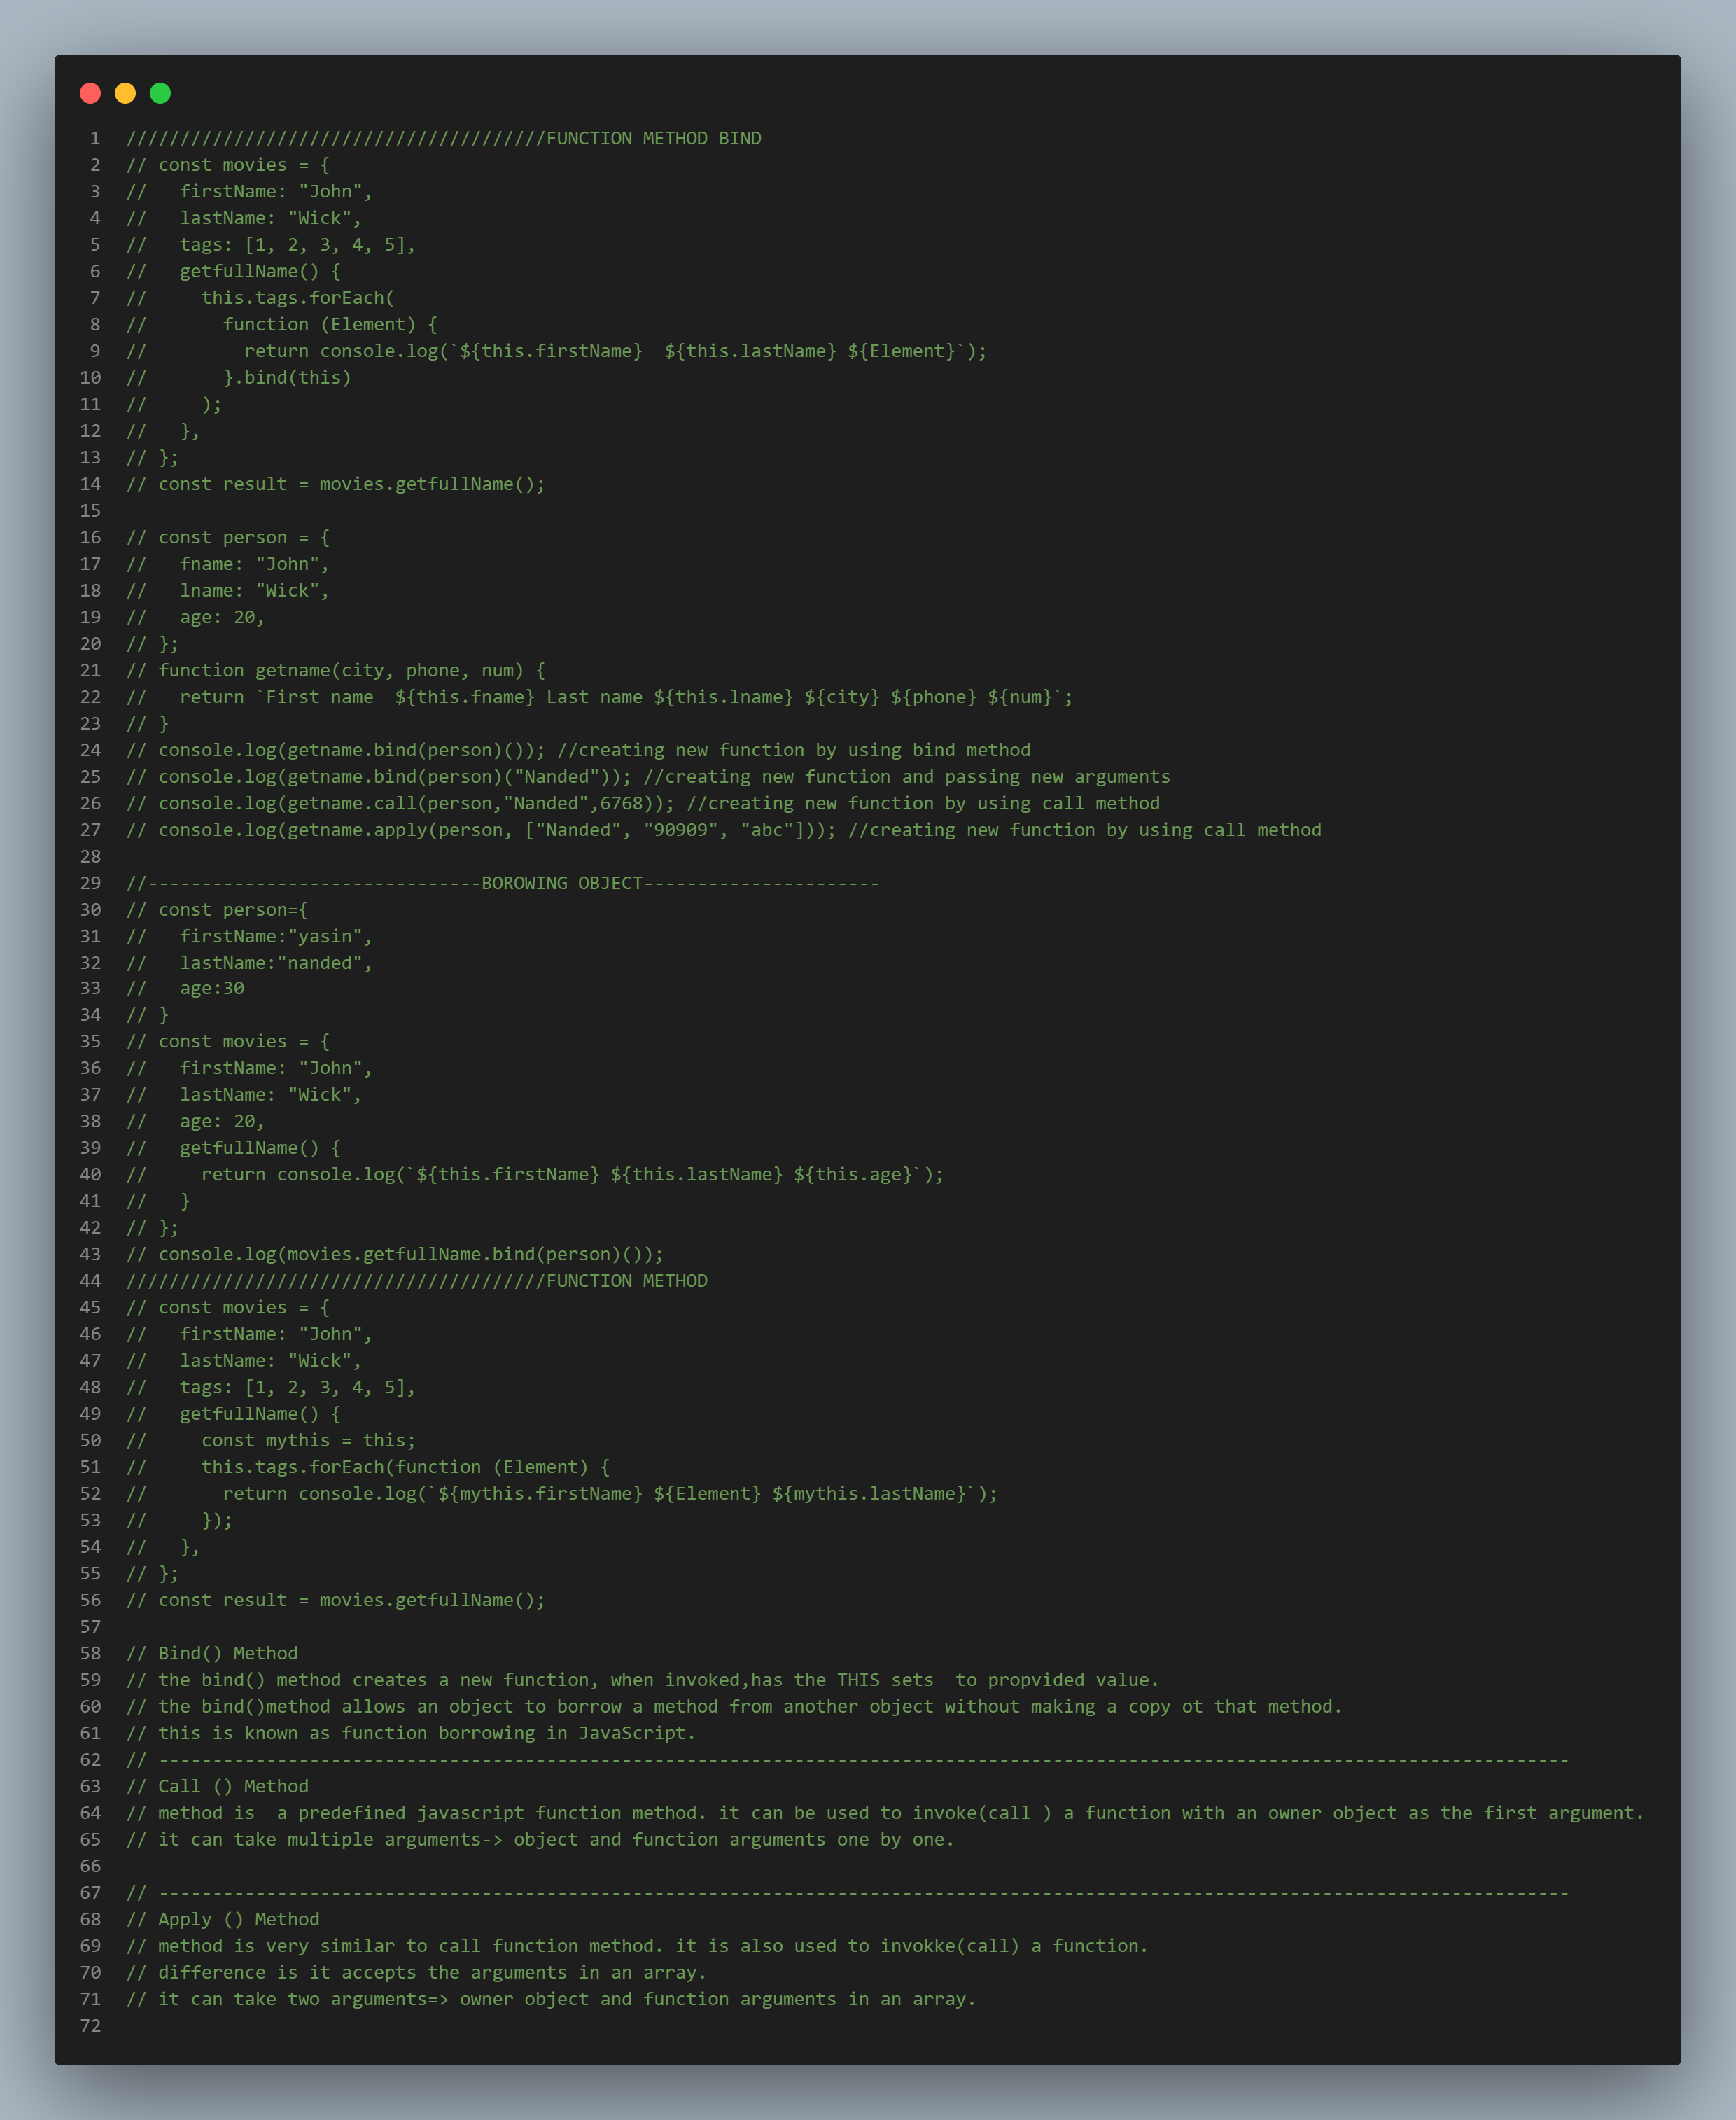 1 ///////////////////////////////////////FUNCTION METHOD BIND
2 // const movies = {
3 //   firstName: "John",
4 //   lastName: "Wick",
5 //   tags: [1, 2, 3, 4, 5],
6 //   getfullName() {
7 //     this.tags.forEach(
8 //       function (Element) {
9 //         return console.log(`${this.firstName}  ${this.lastName} ${Element}`);
10 //       }.bind(this)
11 //     );
12 //   },
13 // };
14 // const result = movies.getfullName();
15
16 // const person = {
17 //   fname: "John",
18 //   lname: "Wick",
19 //   age: 20,
20 // };
21 // function getname(city, phone, num) {
22 //   return `First name  ${this.fname} Last name ${this.lname} ${city} ${phone} ${num}`;
23 // }
24 // console.log(getname.bind(person)()); //creating new function by using bind method
25 // console.log(getname.bind(person)("Nanded")); //creating new function and passing new arguments
26 // console.log(getname.call(person,"Nanded",6768)); //creating new function by using call method
27 // console.log(getname.apply(person, ["Nanded", "90909", "abc"])); //creating new function by using call method
28
29 //-------------------------------BOROWING OBJECT----------------------
30 // const person={
31 //   firstName:"yasin",
32 //   lastName:"nanded",
33 //   age:30
34 // }
35 // const movies = {
36 //   firstName: "John",
37 //   lastName: "Wick",
38 //   age: 20,
39 //   getfullName() {
40 //     return console.log(`${this.firstName} ${this.lastName} ${this.age}`);
41 //   }
42 // };
43 // console.log(movies.getfullName.bind(person)());
44 ///////////////////////////////////////FUNCTION METHOD
45 // const movies = {
46 //   firstName: "John",
47 //   lastName: "Wick",
48 //   tags: [1, 2, 3, 4, 5],
49 //   getfullName() {
50 //     const mythis = this;
51 //     this.tags.forEach(function (Element) {
52 //       return console.log(`${mythis.firstName} ${Element} ${mythis.lastName}`);
53 //     });
54 //   },
55 // };
56 // const result = movies.getfullName();
57
58 // Bind() Method
59 // the bind() method creates a new function, when invoked,has the THIS sets  to propvided value.
60 // the bind()method allows an object to borrow a method from another object without making a copy ot that method.
61 // this is known as function borrowing in JavaScript.
62 // -----------------------------------------------------------------------------------------------------------------------------------
63 // Call () Method
64 // method is  a predefined javascript function method. it can be used to invoke(call ) a function with an owner object as the first argument.
65 // it can take multiple arguments-> object and function arguments one by one.
66
67 // -----------------------------------------------------------------------------------------------------------------------------------
68 // Apply () Method
69 // method is very similar to call function method. it is also used to invokke(call) a function.
70 // difference is it accepts the arguments in an array.
71 // it can take two arguments=> owner object and function arguments in an array.
72